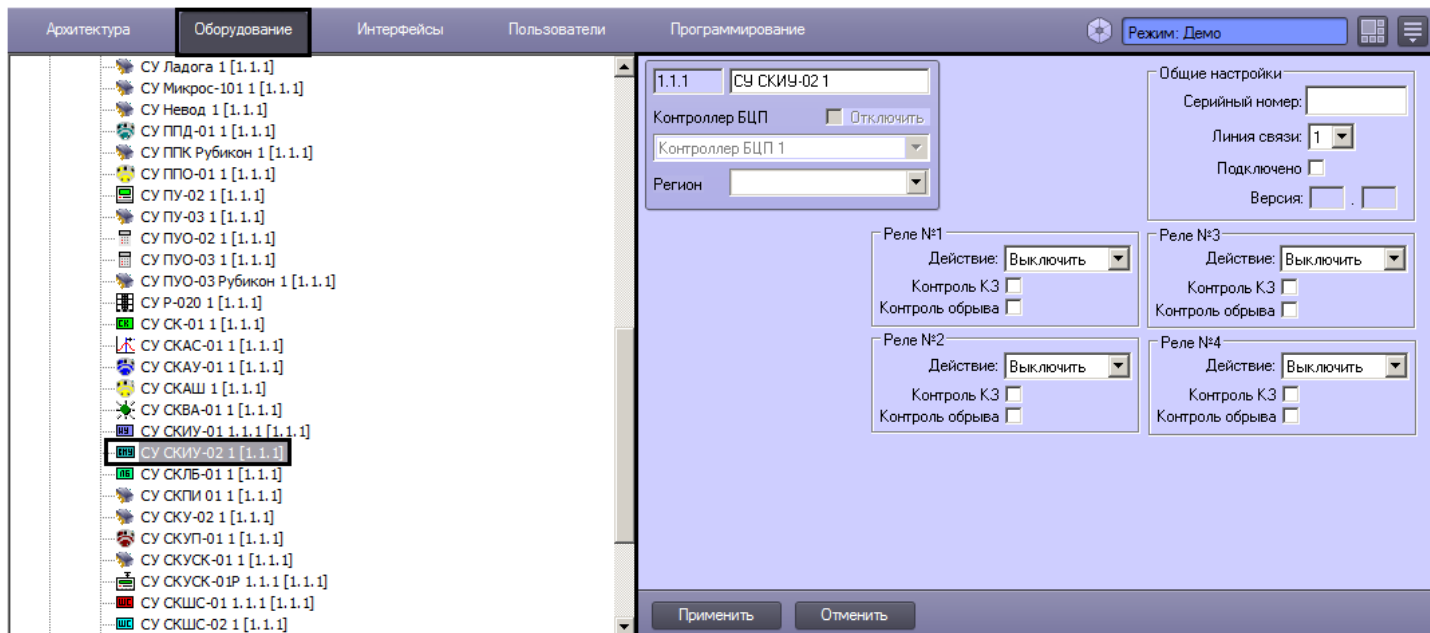 Архитектура Оборудование Интерфейсы Пользователи Программирование Режим: Демо
СУ Ладога 1 [1.1.1]
СУ Микрос-101 1 [1.1.1]
СУ Невод 1 [1.1.1]
СУ ППД-01 1 [1.1.1]
СУ ППК Рубикон 1 [1.1.1]
СУ ППО-01 1 [1.1.1]
СУ ПУ-02 1 [1.1.1]
СУ ПУ-03 1 [1.1.1]
СУ ПУО-02 1 [1.1.1]
СУ ПУО-03 1 [1.1.1]
СУ ПУО-03 Рубикон 1 [1.1.1]
СУ Р-020 1 [1.1.1]
СУ СК-01 1 [1.1.1]
СУ СКАС-01 1 [1.1.1]
СУ СКАУ-01 1 [1.1.1]
СУ СКАШ 1 [1.1.1]
СУ СКВА-01 1 [1.1.1]
СУ СКИУ-01 1.1.1 [1.1.1]
СУ СКИУ-02 1 [1.1.1]
СУ СКЛБ-01 1 [1.1.1]
СУ СКПИ 01 1 [1.1.1]
СУ СКУ-02 1 [1.1.1]
СУ СКУП-01 1 [1.1.1]
СУ СКУСК-01 1 [1.1.1]
СУ СКУСК-01Р 1.1.1 [1.1.1]
СУ СКШС-01 1.1.1 [1.1.1]
СУ СКШС-02 1 [1.1.1]
1.1.1 СУ СКИУ-02 1
Контроллер БЦП Отключить
Контроллер БЦП 1
Регион
Общие настройки
Серийный номер:
Линия связи: 1
Подключено
Версия: .
Реле №1
Действие: Выключить
Контроль КЗ
Контроль обрыва
Реле №3
Действие: Выключить
Контроль КЗ
Контроль обрыва
Реле №2
Действие: Выключить
Контроль КЗ
Контроль обрыва
Реле №4
Действие: Выключить
Контроль КЗ
Контроль обрыва
Применить Отменить